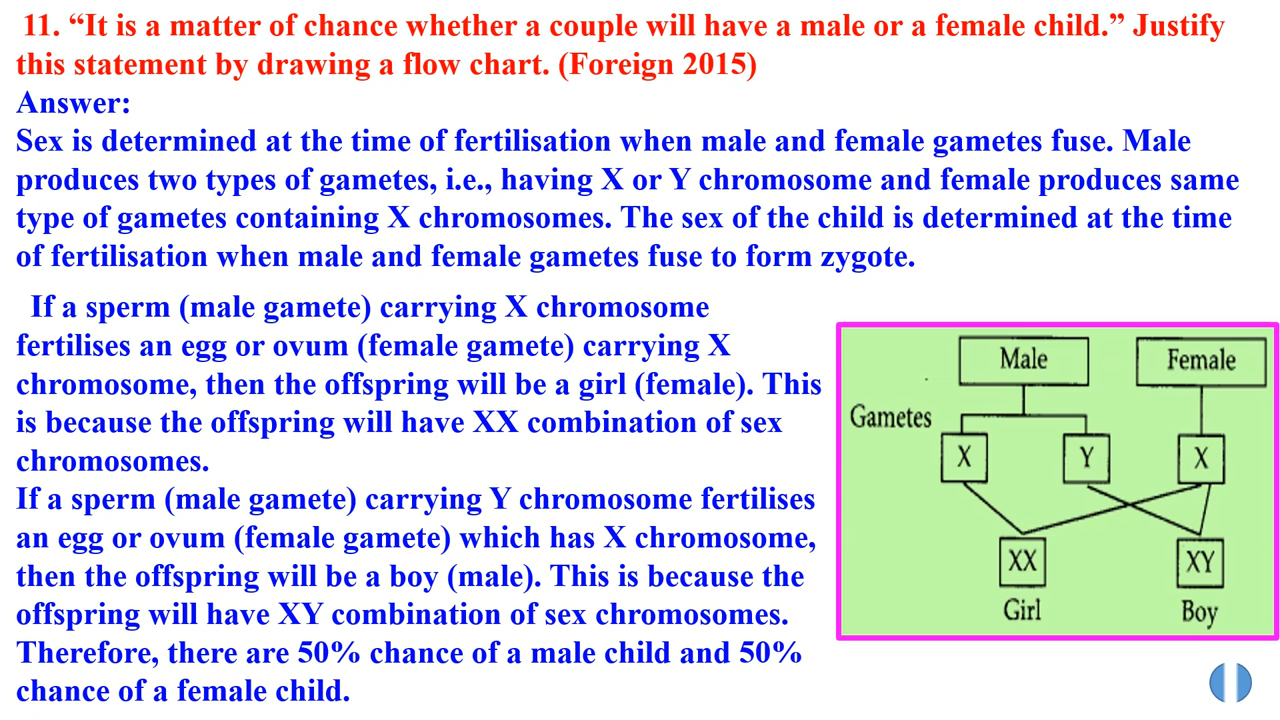 11. “It is a matter of chance whether a couple will have a male or a female child.” Justify
this statement by drawing a flow chart. (Foreign 2015)
Answer:
Sex is determined at the time of fertilisation when male and female gametes fuse. Male
produces two types of gametes, i.e., having X or Y chromosome and female produces same
type of gametes containing X chromosomes. The sex of the child is determined at the time
of fertilisation when male and female gametes fuse to form zygote.
If a sperm (male gamete) carrying X chromosome
fertilises an egg or ovum (female gamete) carrying X
chromosome, then the offspring will be a girl (female). This
is because the offspring will have XX combination of sex
chromosomes.
If a sperm (male gamete) carrying Y chromosome fertilises
an egg or ovum (female gamete) which has X chromosome,
then the offspring will be a boy (male). This is because the
offspring will have XY combination of sex chromosomes.
Therefore, there are 50% chance of a male child and 50%
chance of a female child.
Male Female
Gametes
X Y X
XX XY
Girl Boy